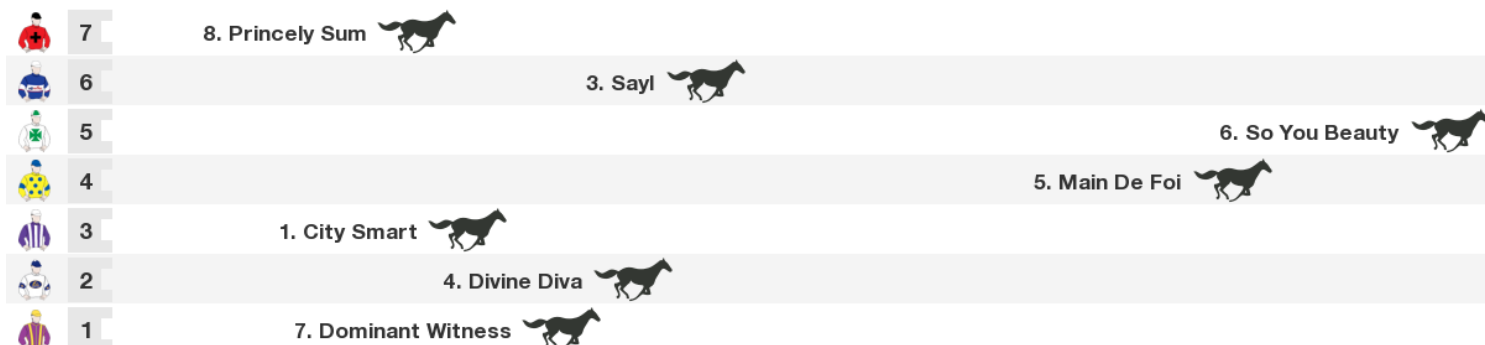 7 8. Princely Sum
6 3. Sayl
5 6. So You Beauty
4 5. Main De Foi
3 1. City Smart
2 4. Divine Diva
1 7. Dominant Witness